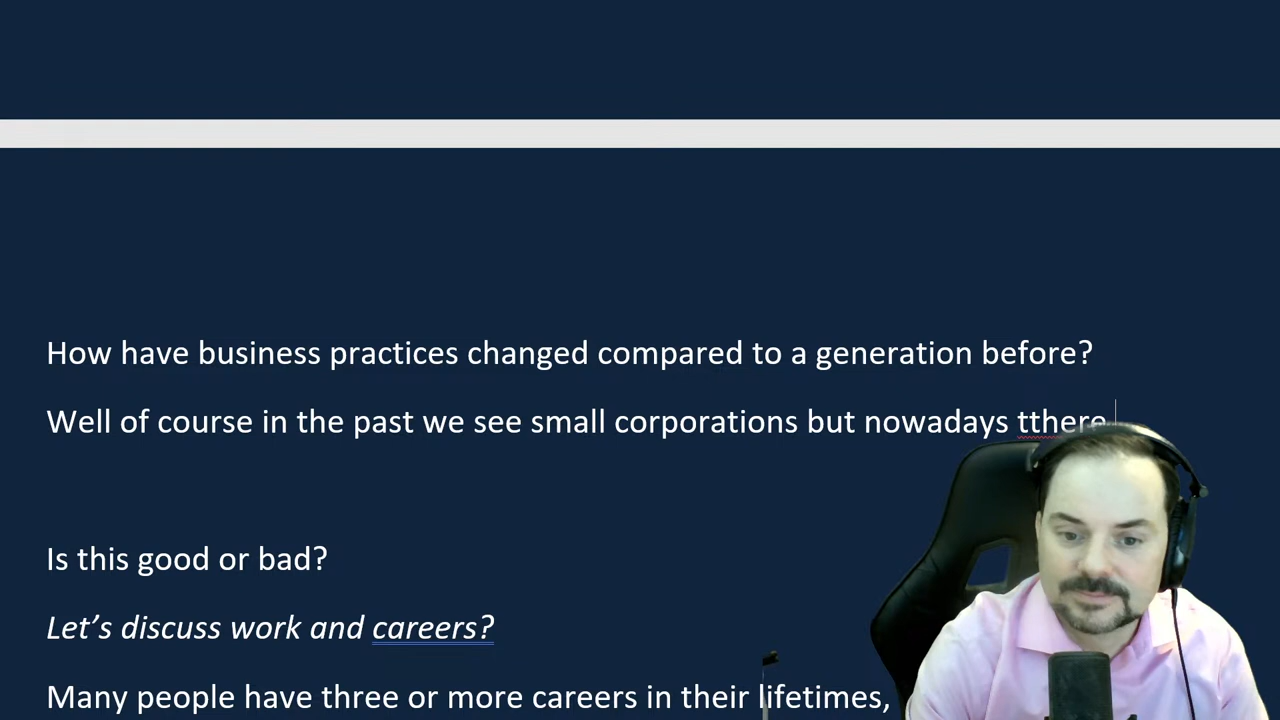 How have business practices changed compared to a generation before?
Well of course in the past we see small corporations but nowadays tthere
Is this good or bad?
Let's discuss work and careers?
Many people have three or more careers in their lifetimes,